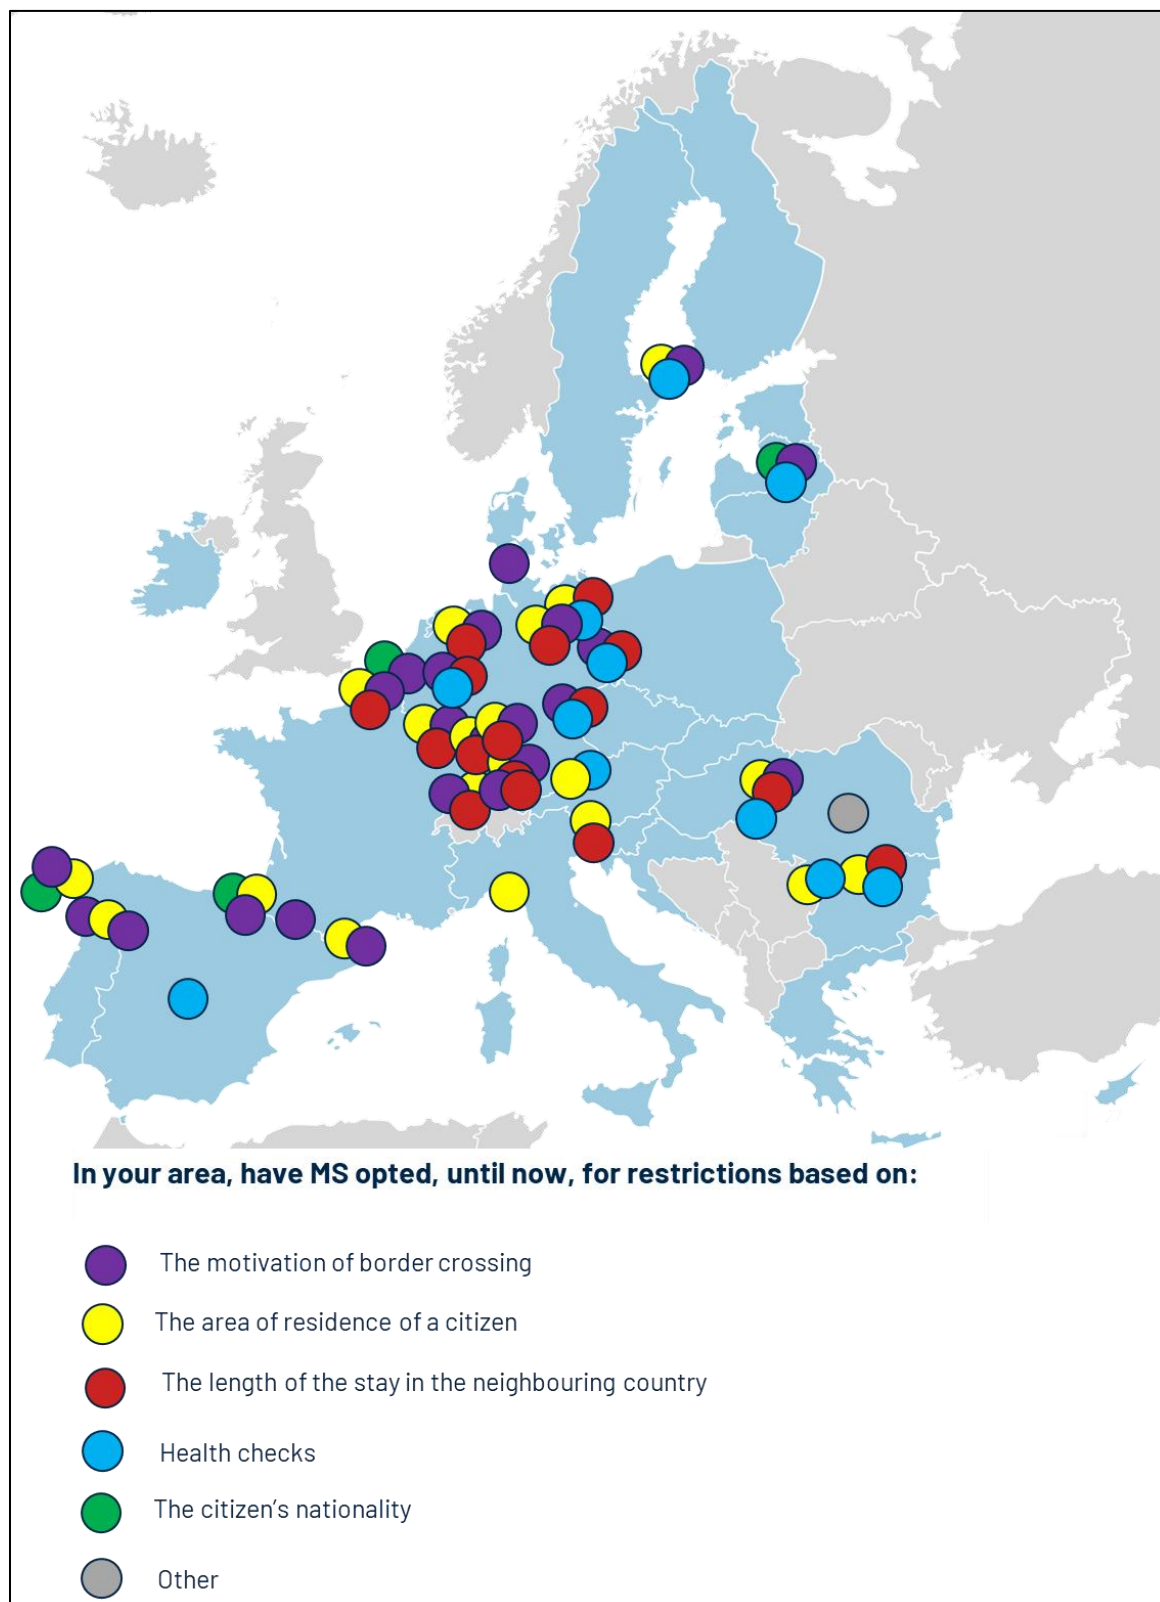 In your area, have MS opted, until now, for restrictions based on:
The motivation of border crossing
The area of residence of a citizen
The length of the stay in the neighbouring country
Health checks
The citizen's nationality
Other